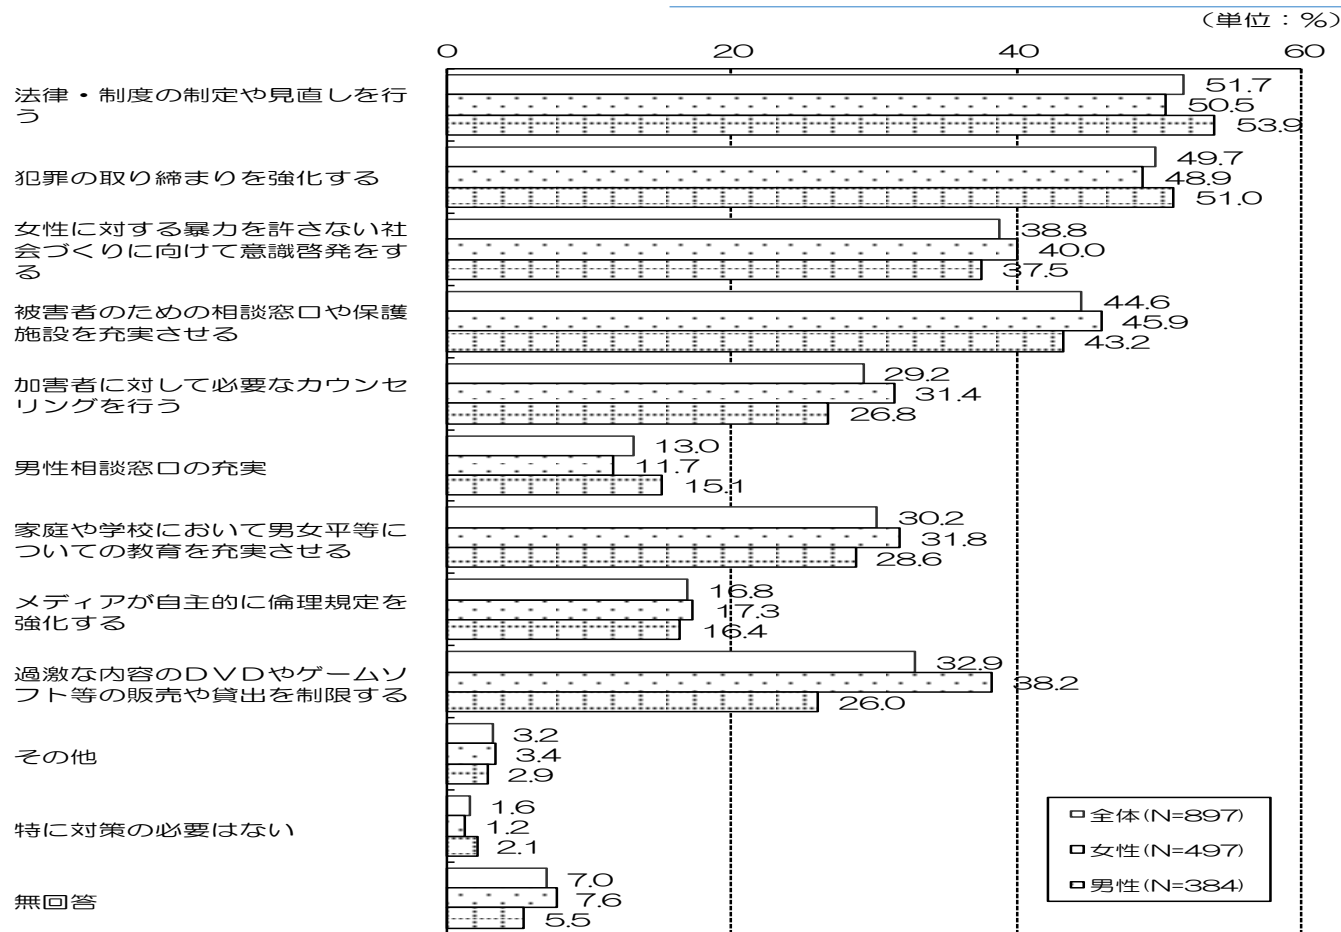 （単位：％）
0 20 40 60
法律・制度の制定や見直しを行
う
51.7
50.5
53.9
犯罪の取り締まりを強化する
49.7
48.9
51.0
女性に対する暴力を許さない社
会づくりに向けて意識啓発をす
る
38.8
40.0
37.5
被害者のための相談窓口や保護
施設を充実させる
44.6
45.9
43.2
加害者に対して必要なカウンセ
リングを行う
29.2
31.4
26.8
男性相談窓口の充実
13.0
11.7
15.1
家庭や学校において男女平等に
ついての教育を充実させる
30.2
31.8
28.6
メディアが自主的に倫理規定を
強化する
16.8
17.3
16.4
過激な内容のＤＶＤやゲームソ
フト等の販売や貸出を制限する
32.9
38.2
26.0
その他
3.2
3.4
2.9
特に対策の必要はない
1.6
1.2
2.1
無回答
7.0
7.6
5.5
全体(N=897)
女性(N=497)
男性(N=384)